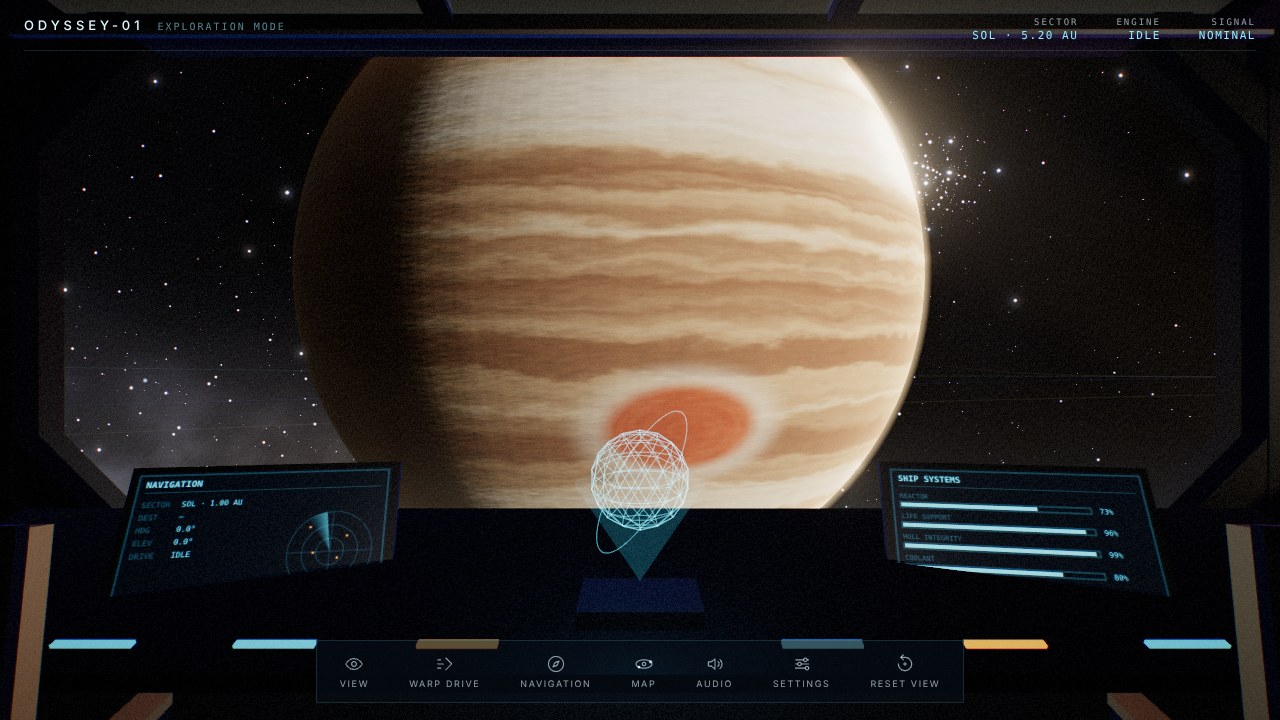 ODYSSEY-01 EXPLORATION MODE
SECTOR ENGINE SIGNAL
SOL · 5.20 AU IDLE NOMINAL
NAVIGATION
SECTOR SOL · 1.00 AU
DEST —
HDG 0.0°
ELEV 0.0°
DRIVE IDLE
SHIP SYSTEMS
REACTOR
73%
LIFE SUPPORT
96%
HULL INTEGRITY
99%
COOLANT
80%
VIEW WARP DRIVE NAVIGATION MAP AUDIO SETTINGS RESET VIEW